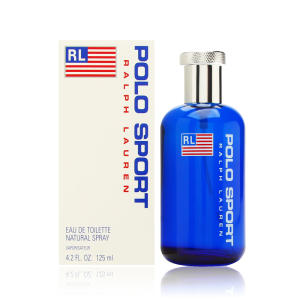 RL
POLO SPORT
RALPH LAUREN
EAU DE TOILETTE
NATURAL SPRAY
VAPORISATEUR
4.2 FL. OZ. 125 ml
RL
POLO SPORT
RALPH LAUREN